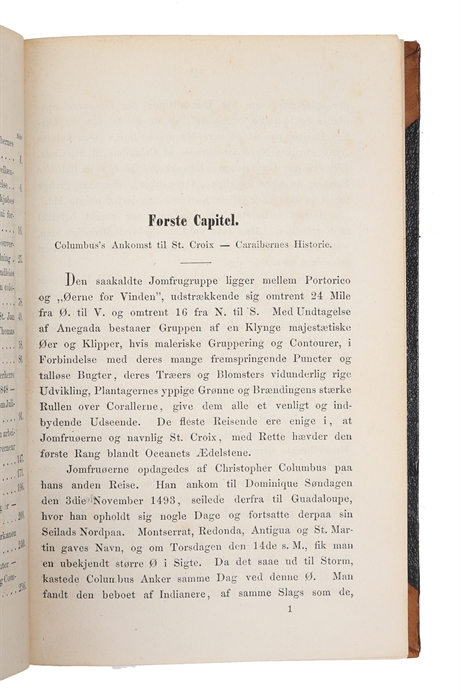 Første Capitel.
Columbus's Ankomst til St. Croix — Caraibernes Historie.
Den saakaldte Jomfrugruppe ligger mellem Portorico
og „Øerne for Vinden”, udstrækkende sig omtrent 24 Mile
fra Ø. til V. og omtrent 16 fra N. til S. Med Undtagelse
af Anegada bestaaer Gruppen af en Klynge majestætiske
Øer og Klipper, hvis maleriske Gruppering og Contourer, i
Forbindelse med deres mange fremspringende Puncter og
talløse Bugter, deres Træers og Blomsters vidunderlig rige
Udvikling, Plantagernes yppige Grønne og Brændingens stærke
Rullen over Corallerne, give dem alle et venligt og ind-
bydende Udseende. De fleste Reisende ere enige i, at
Jomfruøerne og navnlig St. Croix, med Rette hævder den
første Rang blandt Oceanets Ædelstene.
Jomfruøerne opdagedes af Christopher Columbus paa
hans anden Reise. Han ankom til Dominique Søndagen
den 3die November 1493, seilede derfra til Guadaloupe,
hvor han opholdt sig nogle Dage og fortsatte derpaa sin
Seilads Nordpaa. Montserrat, Redonda, Antigua og St. Mar-
tin gaves Navn, og om Torsdagen den 14de s. M., fik man
en ubekjendt større Ø i Sigte. Da det saae ud til Storm,
kastede Columbus Anker samme Dag ved denne Ø. Man
fandt den beboet af Indianere, af samme Slags som de,
1